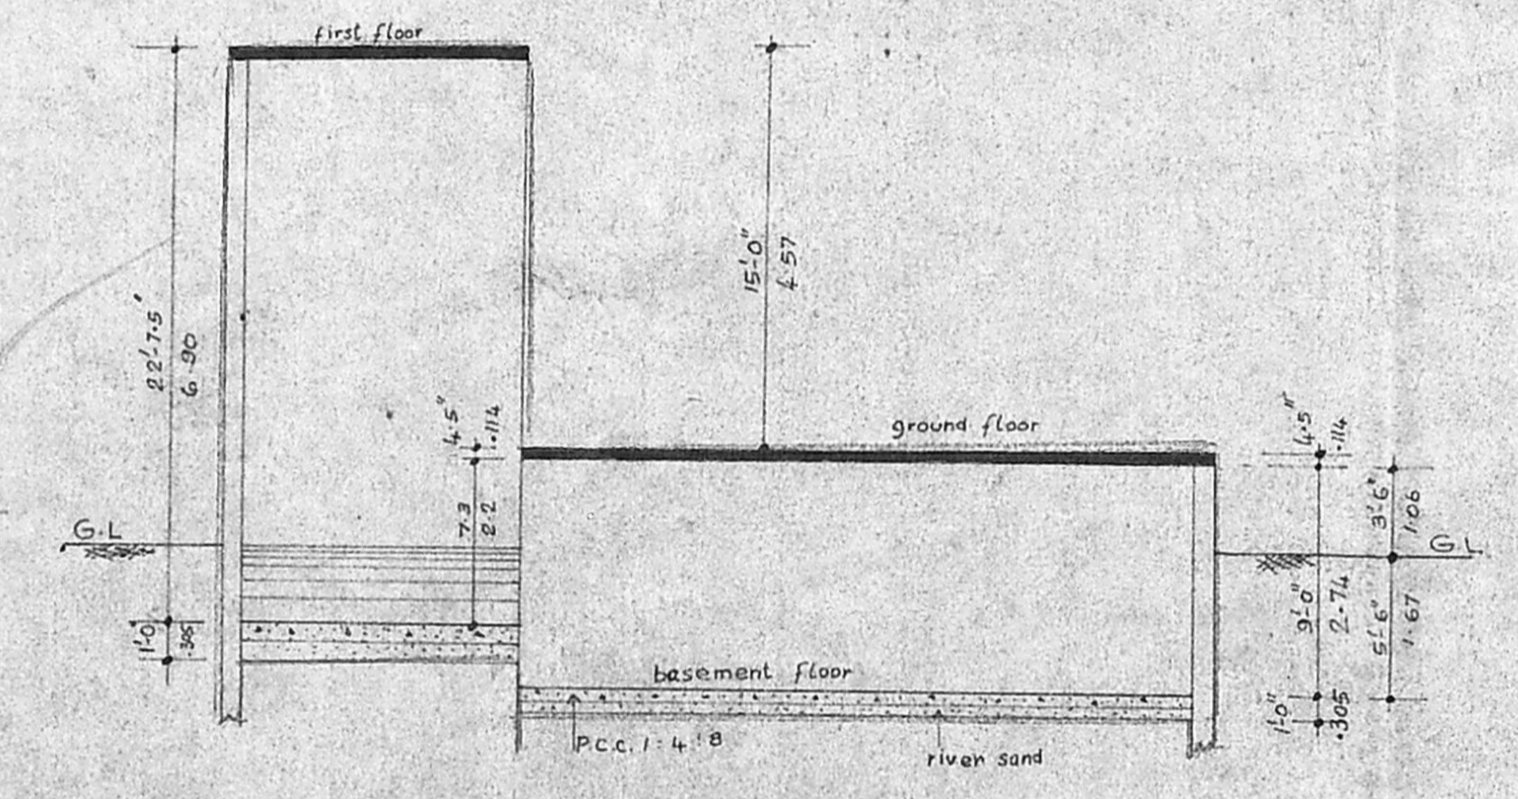 first floor
22'-7.5"
6.90
15'-0"
4.57
4.5"
.114
ground floor
4.5"
.114
7.3
2.2
3'-6"
1.06
G.L
G.L
9'-0"
2.74
5'-6"
1.67
1'-0
.305
basement floor
1'-0"
.305
P.C.C. 1:4:8
river sand